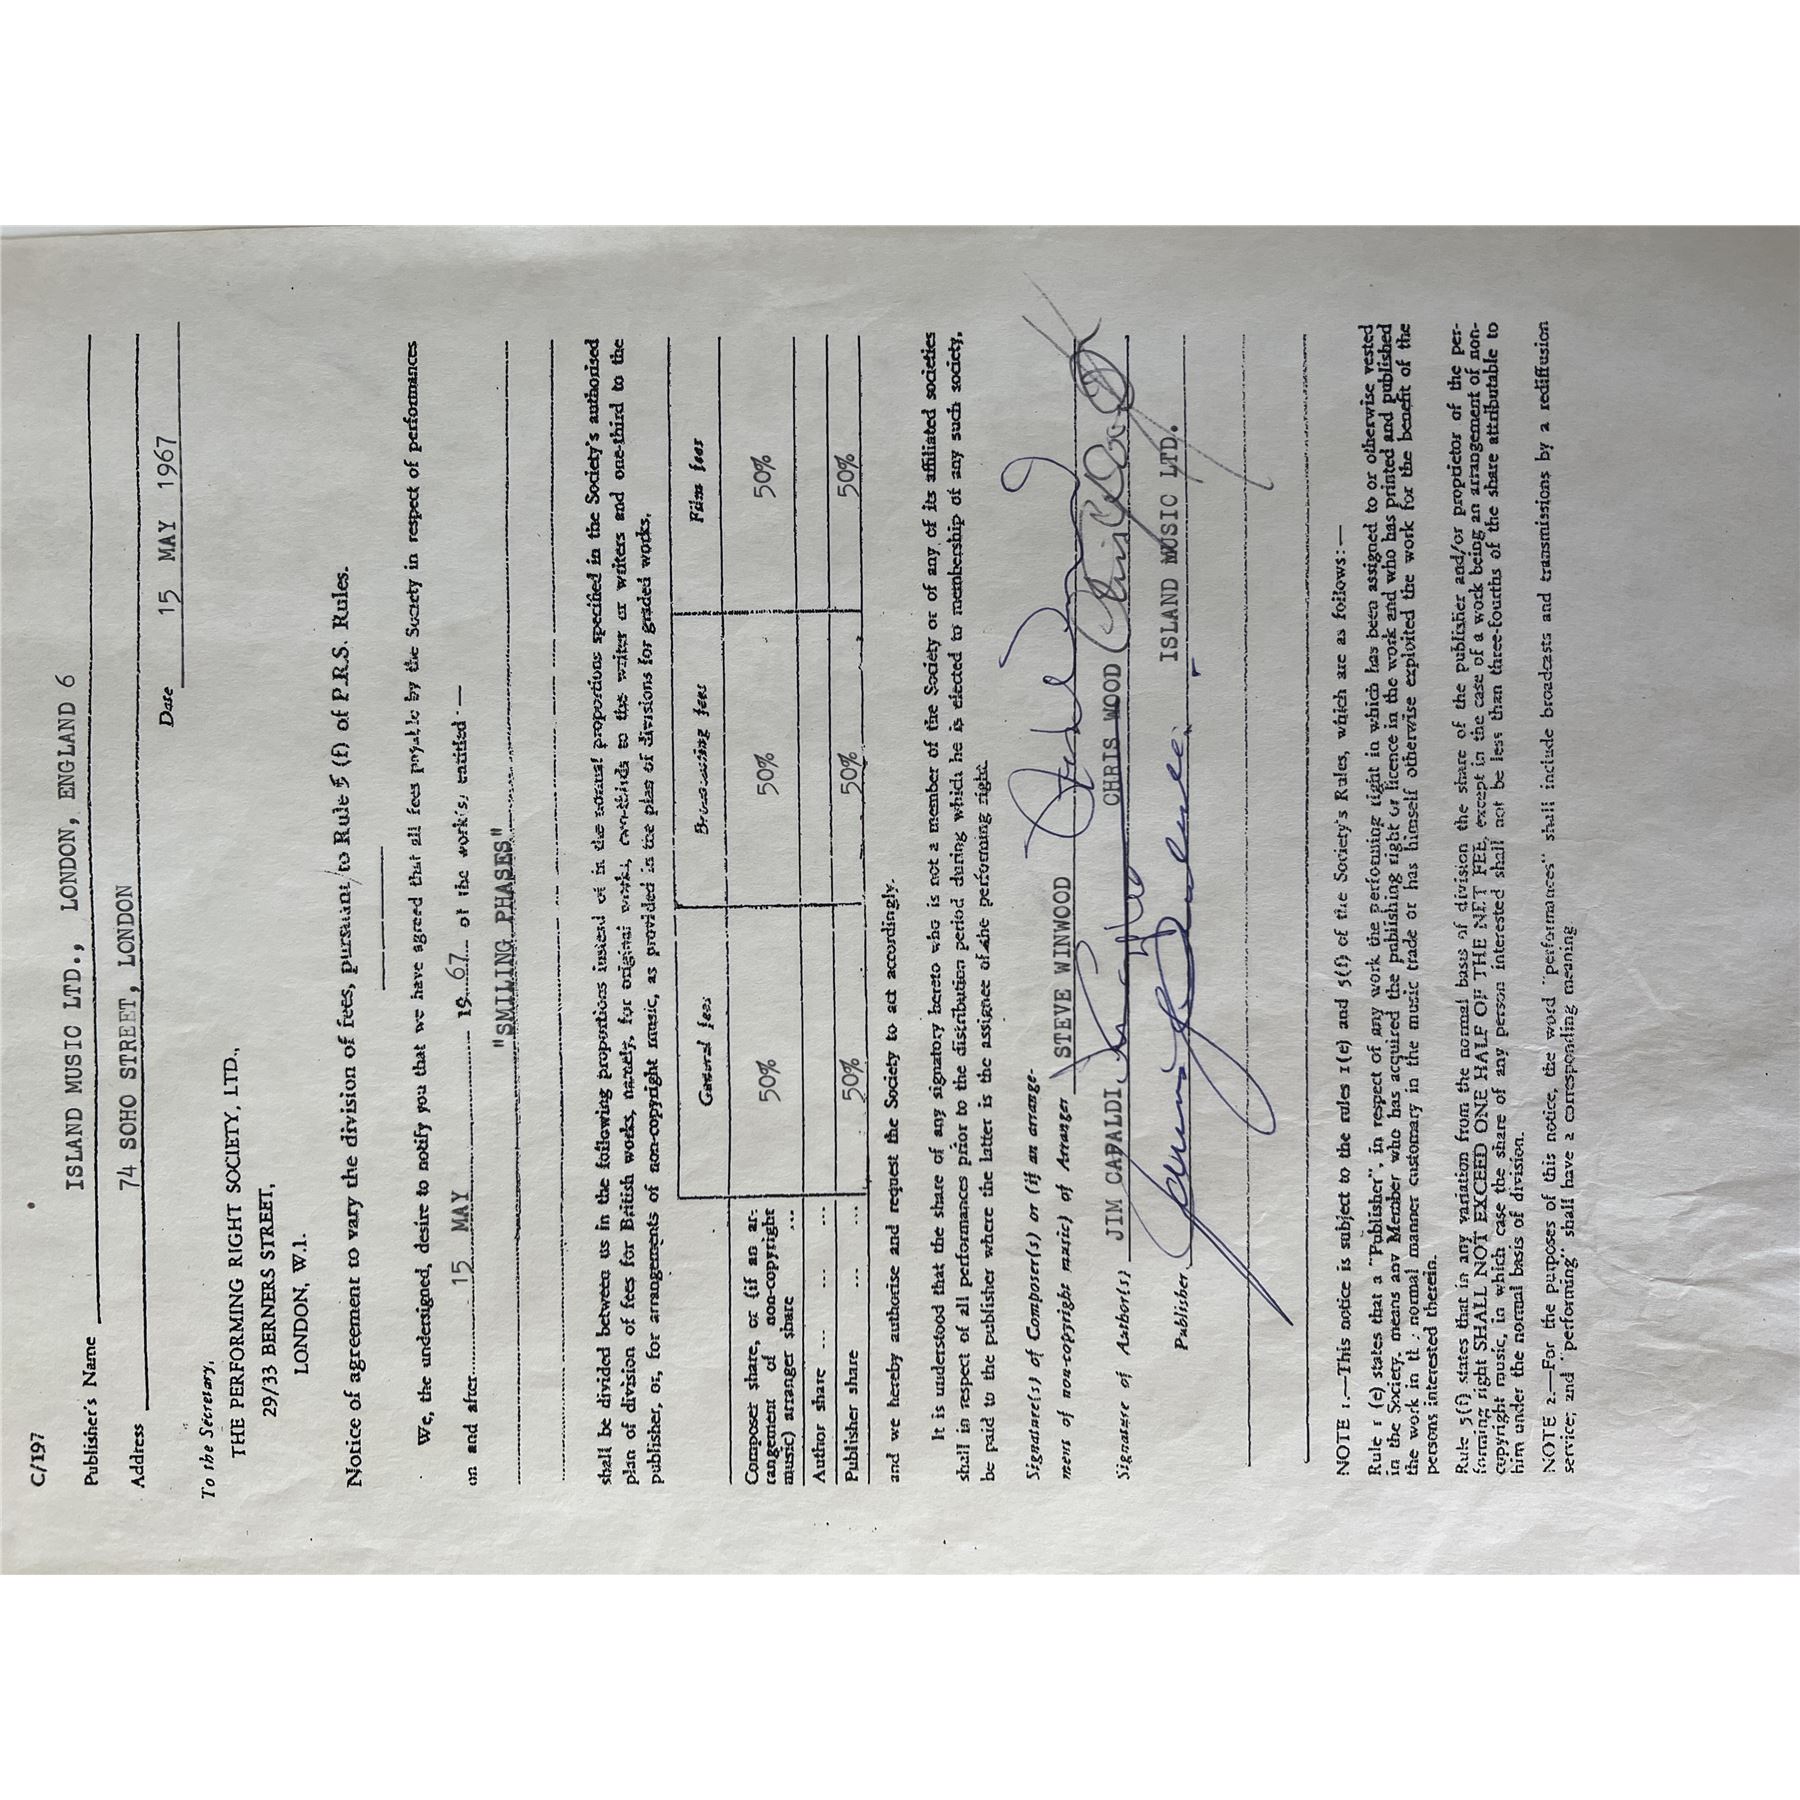 C/197
Publisher's Name ISLAND MUSIC LTD., LONDON, ENGLAND 6
Address 74 SOHO STREET, LONDON
Date 15 MAY 1967
To the Secretary,
THE PERFORMING RIGHT SOCIETY, LTD.,
29/33 BERNERS STREET,
LONDON, W.1.
Notice of agreement to vary the division of fees, pursuant to Rule 5 (f) of P.R.S. Rules.
We, the undersigned, desire to notify you that we have agreed that all fees payable by the Society in respect of performances
on and after 15 MAY 1967 of the work(s) entitled:—
"SMILING PHASES"
shall be divided between us in the following proportions instead of in the normal proportions specified in the Society's authorised
plan of division of fees for British works, namely, for original works, two-thirds to the writer or writers and one-third to the
publisher, or, for arrangements of non-copyright music, as provided in the plan of divisions for graded works.
General fees Broadcasting fees Film fees
Composer share, or (if an ar-
rangement of non-copyright
music) arranger share ... 50% 50% 50%
Author share ... ... ...
Publisher share ... ... 50% 50% 50%
and we hereby authorise and request the Society to act accordingly.
It is understood that the share of any signatory hereto who is not a member of the Society or of any of its affiliated societies
shall in respect of all performances prior to the distribution period during which he is elected to membership of any such society,
be paid to the publisher where the latter is the assignee of the performing right.
Signature(s) of Composer(s) or (if an arrange-
ment of non-copyright music) of Arranger STEVE WINWOOD
Signature of Author(s) JIM CAPALDI CHRIS WOOD Chris Wood
Publisher ISLAND MUSIC LTD.
NOTE 1.—This notice is subject to the rules 1(e) and 5(f) of the Society's Rules, which are as follows:—
Rule 1 (e) states that a "Publisher", in respect of any work the performing right in which has been assigned to or otherwise vested
in the Society, means any Member who has acquired the publishing right or licence in the work and who has printed and published
the work in the normal manner customary in the music trade or has himself otherwise exploited the work for the benefit of the
persons interested therein.
Rule 5(f) states that in any variation from the normal basis of division the share of the publisher and/or proprietor of the per-
forming right SHALL NOT EXCEED ONE HALF OF THE NET FEE, except in the case of a work being an arrangement of non-
copyright music, in which case the share of any person interested shall not be less than three-fourths of the share attributable to
him under the normal basis of division.
NOTE 2.—For the purposes of this notice, the word "performances" shall include broadcasts and transmissions by a rediffusion
service; and "performing" shall have a corresponding meaning